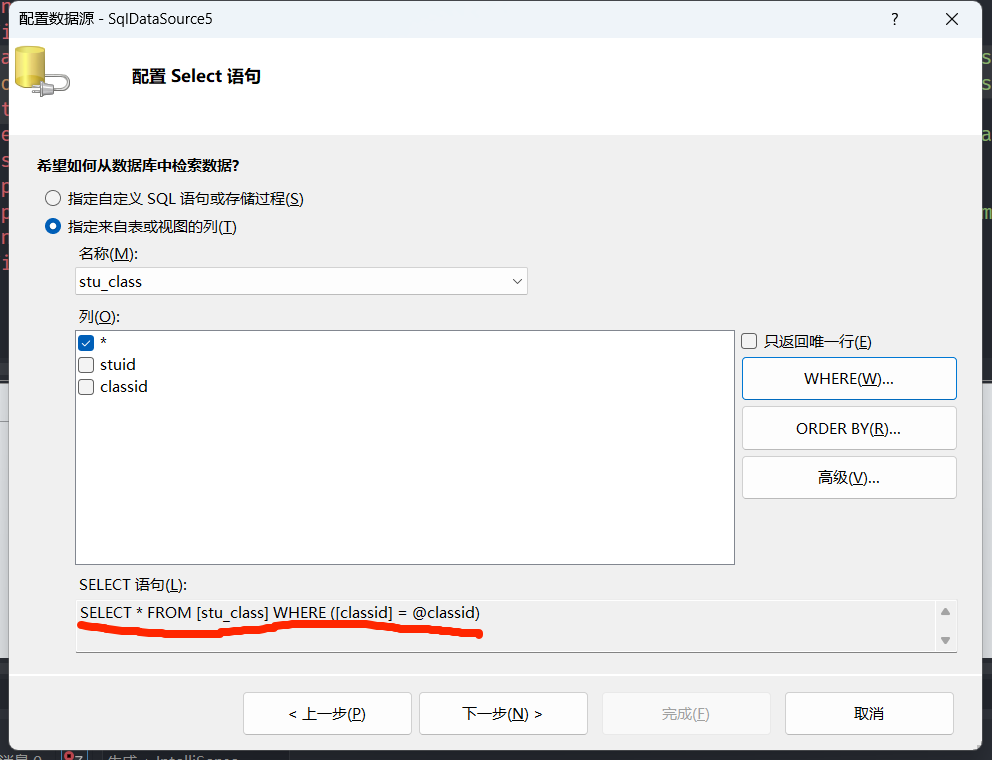 配置数据源 - SqlDataSource5
?
配置 Select 语句
希望如何从数据库中检索数据?
指定自定义 SQL 语句或存储过程(S)
指定来自表或视图的列(T)
名称(M):
stu_class
列(O):
*
stuid
classid
只返回唯一行(E)
WHERE(W)...
ORDER BY(R)...
高级(V)...
SELECT 语句(L):
SELECT * FROM [stu_class] WHERE ([classid] = @classid)
< 上一步(P)
下一步(N) >
完成(F)
取消